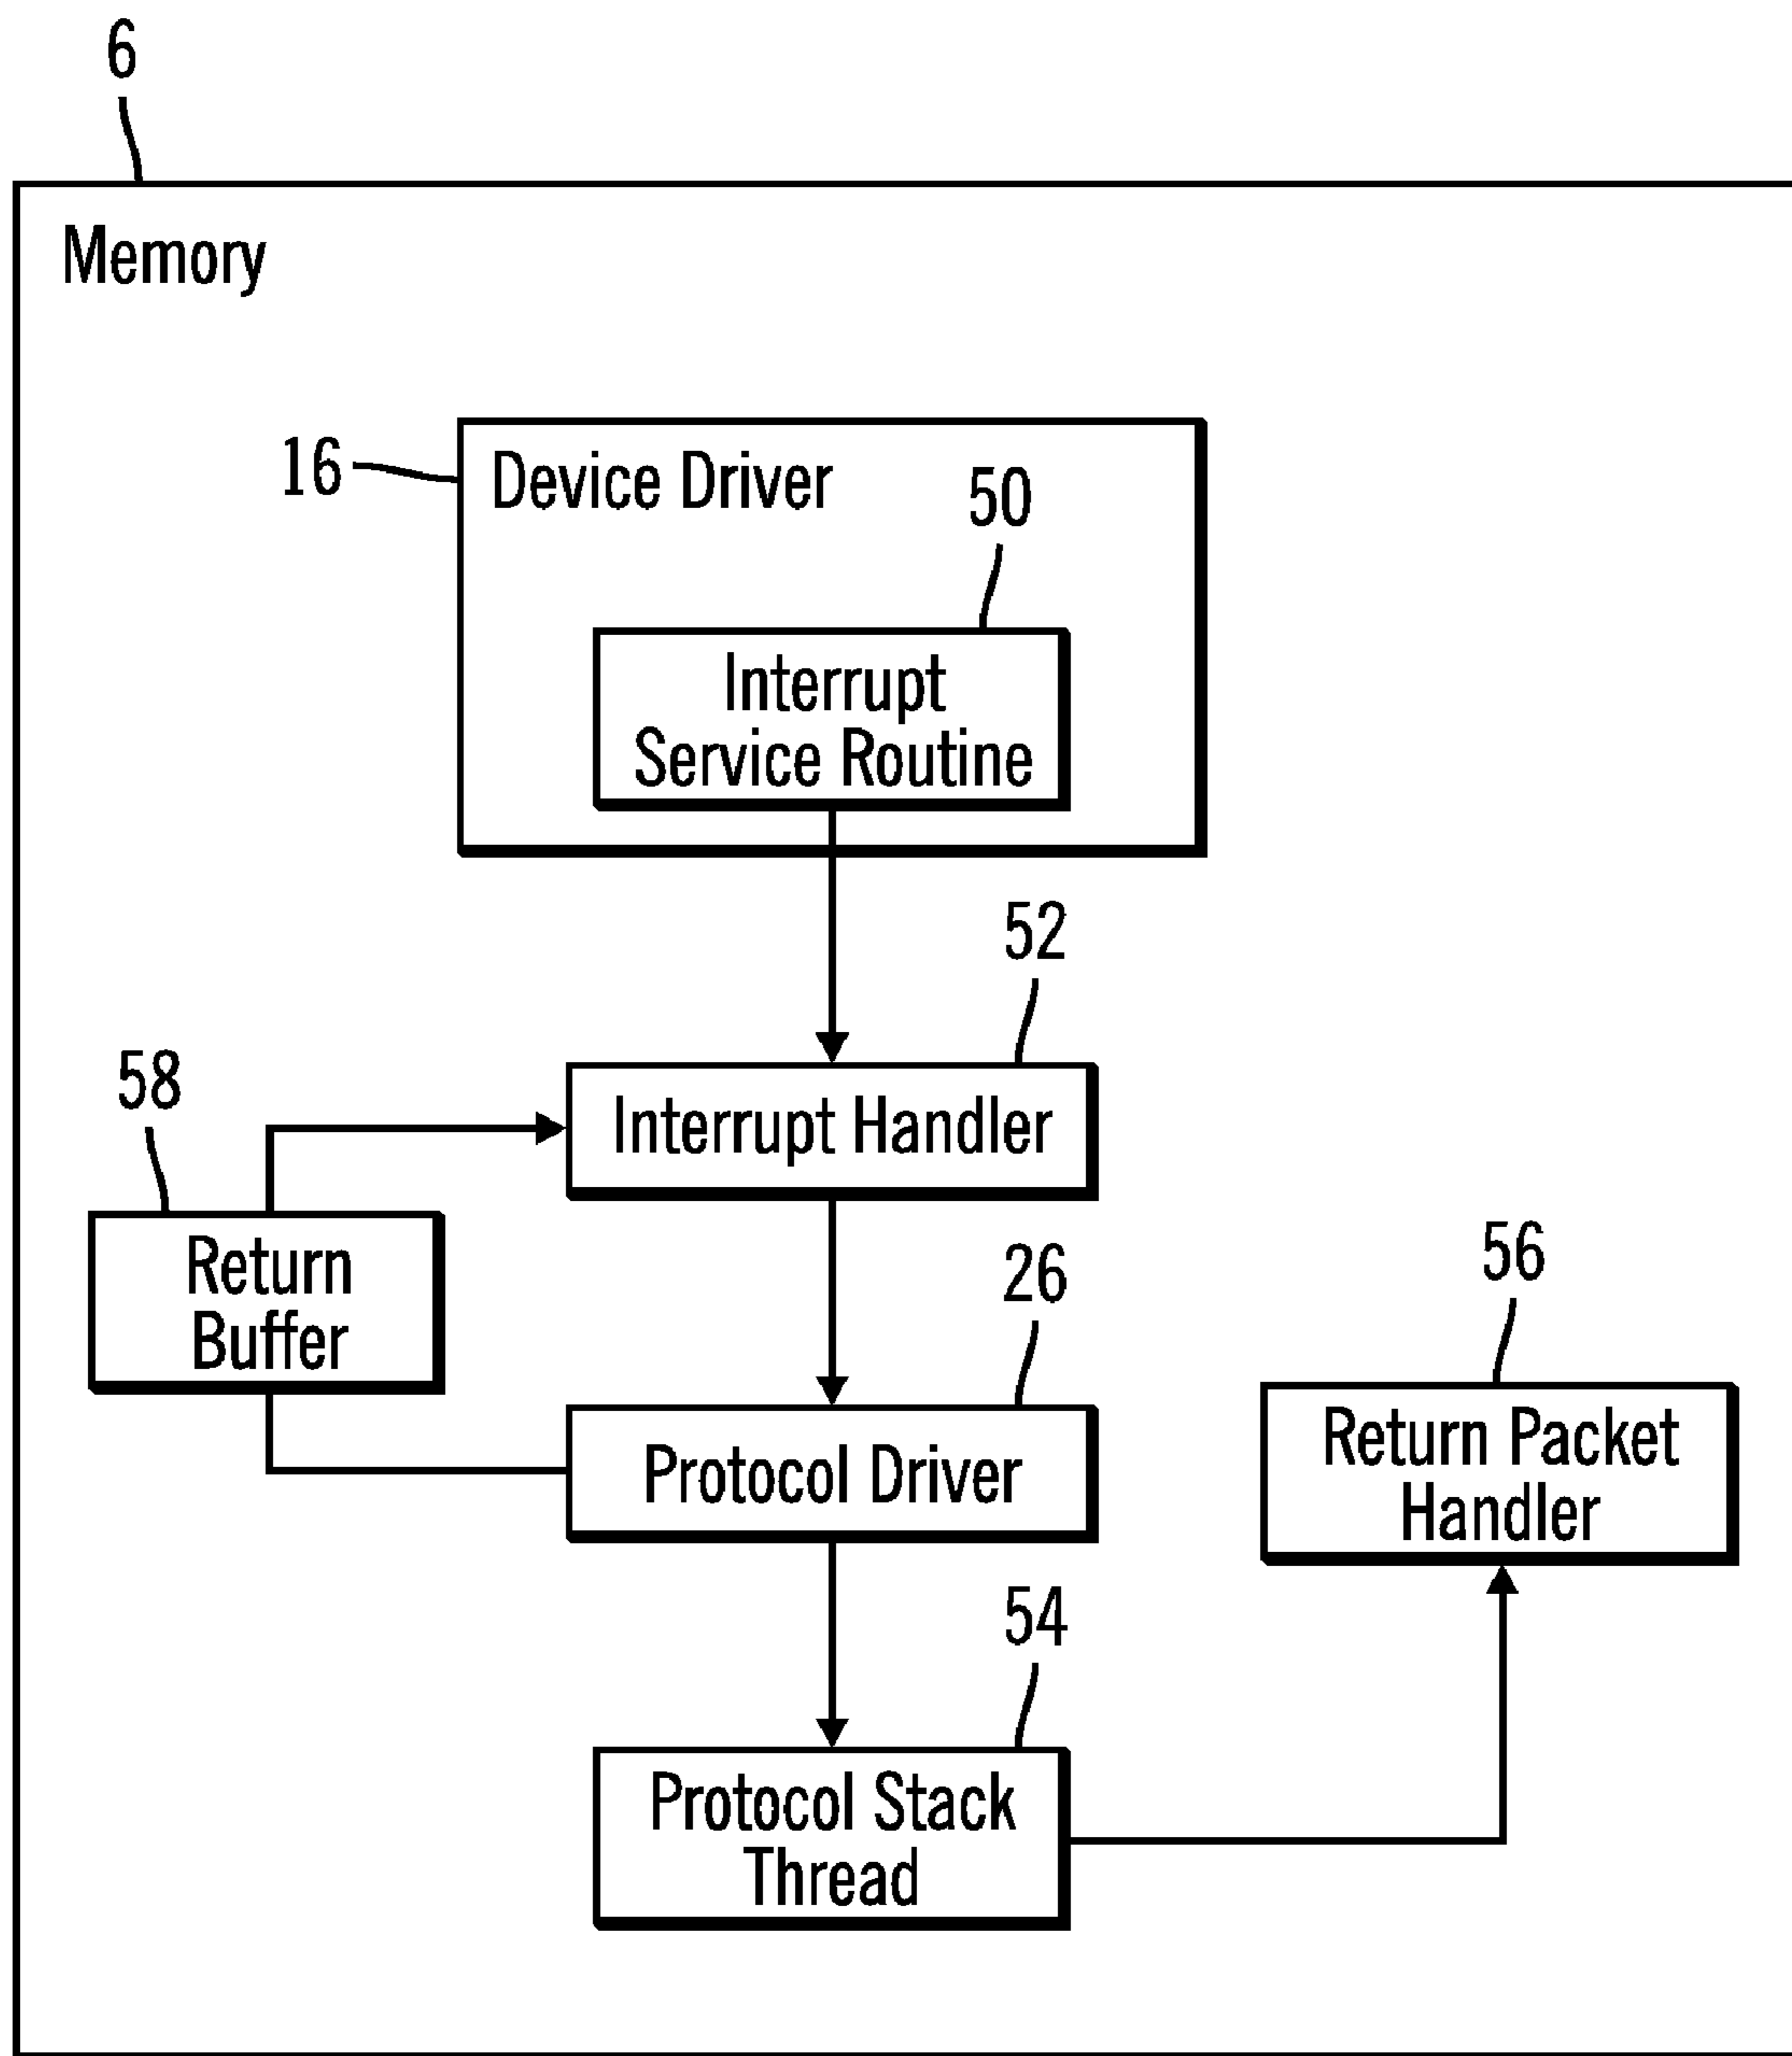 6
Memory
16
Device Driver
50
Interrupt
Service Routine
52
Interrupt Handler
58
Return
Buffer
26
Protocol Driver
56
Return Packet
Handler
54
Protocol Stack
Thread